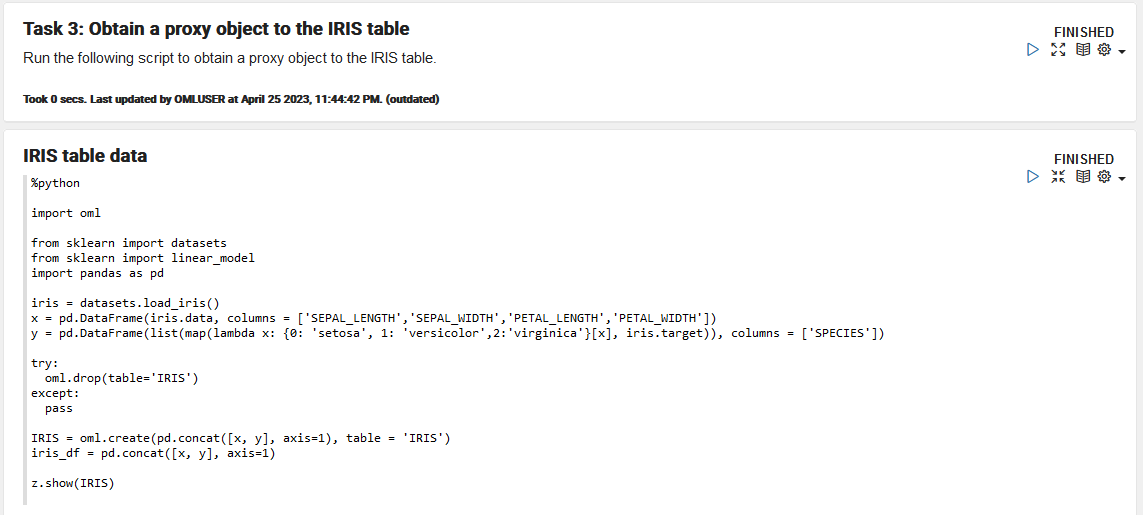 Task 3: Obtain a proxy object to the IRIS table
FINISHED
Run the following script to obtain a proxy object to the IRIS table.
Took 0 secs. Last updated by OMLUSER at April 25 2023, 11:44:42 PM. (outdated)
IRIS table data
FINISHED
%python
import oml
from sklearn import datasets
from sklearn import linear_model
import pandas as pd
iris = datasets.load_iris()
x = pd.DataFrame(iris.data, columns = ['SEPAL_LENGTH','SEPAL_WIDTH','PETAL_LENGTH','PETAL_WIDTH'])
y = pd.DataFrame(list(map(lambda x: {0: 'setosa', 1: 'versicolor',2:'virginica'}[x], iris.target)), columns = ['SPECIES'])
try:
  oml.drop(table='IRIS')
except:
  pass
IRIS = oml.create(pd.concat([x, y], axis=1), table = 'IRIS')
iris_df = pd.concat([x, y], axis=1)
z.show(IRIS)